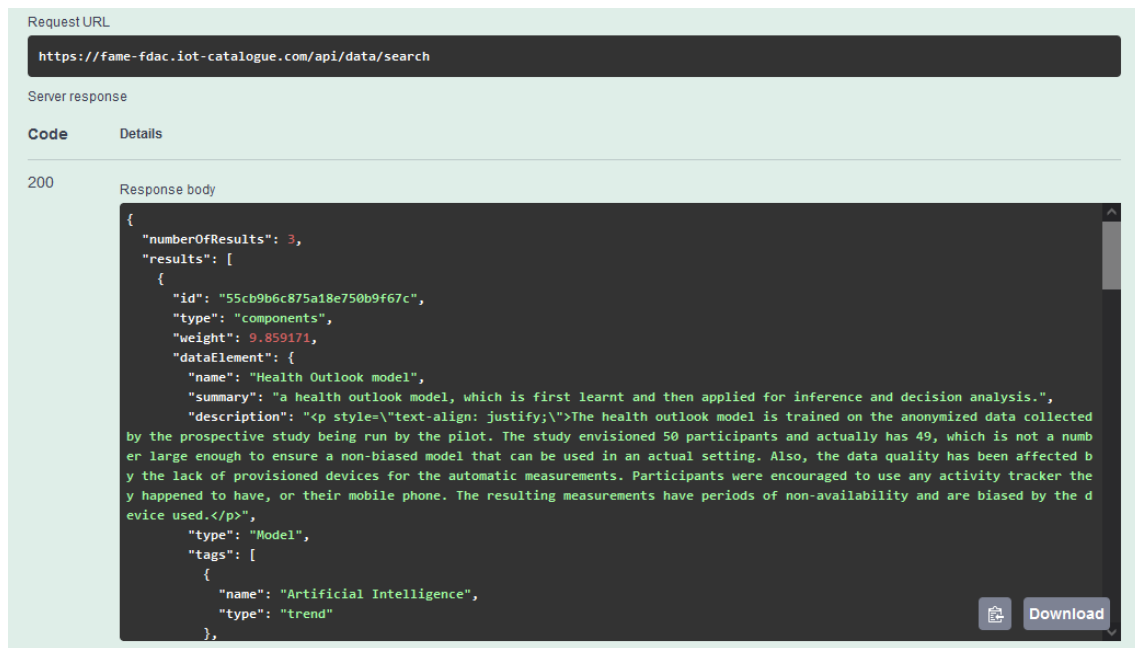 Request URL
https://fame-fdac.iot-catalogue.com/api/data/search
Server response
Code Details
200
Response body
{
"numberOfResults": 3,
"results": [
{
"id": "55cb9b6c875a18e750b9f67c",
"type": "components",
"weight": 9.859171,
"dataElement": {
"name": "Health Outlook model",
"summary": "a health outlook model, which is first learnt and then applied for inference and decision analysis.",
"description": "<p style=\"text-align: justify;\">The health outlook model is trained on the anonymized data collected
by the prospective study being run by the pilot. The study envisioned 50 participants and actually has 49, which is not a numb
er large enough to ensure a non-biased model that can be used in an actual setting. Also, the data quality has been affected b
y the lack of provisioned devices for the automatic measurements. Participants were encouraged to use any activity tracker the
y happened to have, or their mobile phone. The resulting measurements have periods of non-availability and are biased by the d
evice used.</p>",
"type": "Model",
"tags": [
{
"name": "Artificial Intelligence",
"type": "trend"
},
Download